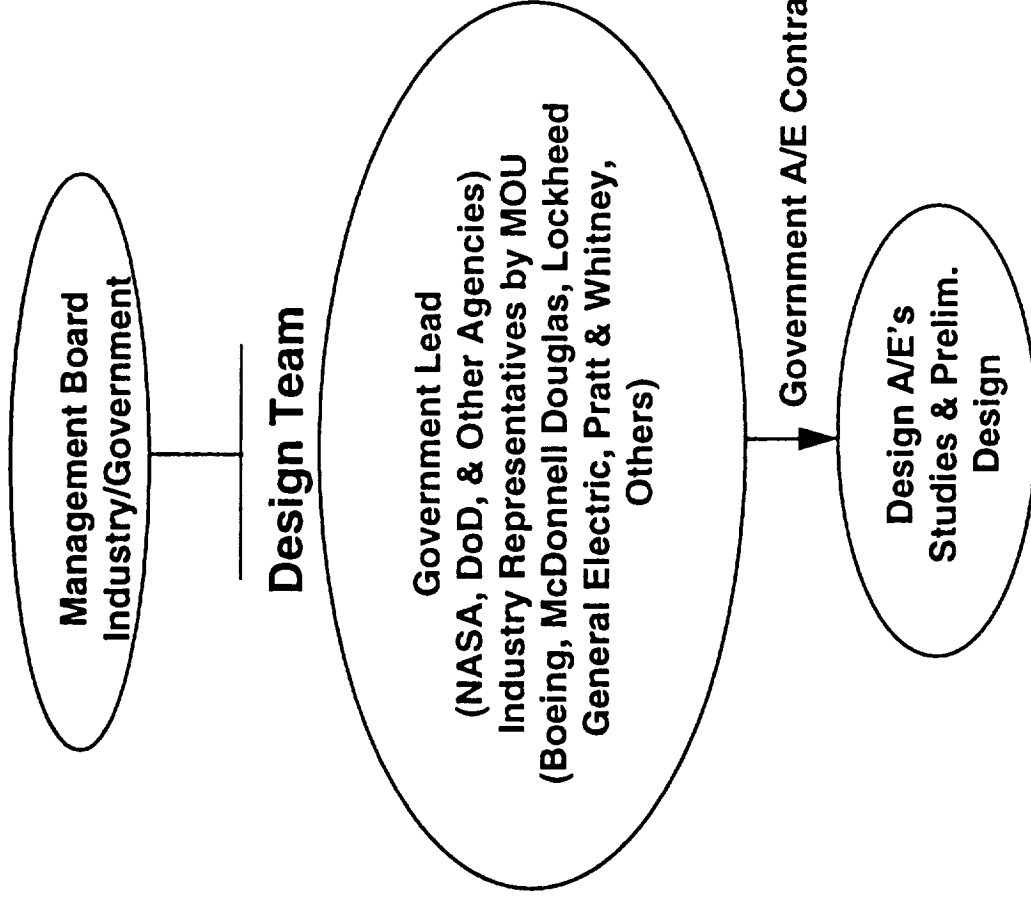 Management Board
Industry/Government
Design Team
Government Lead
(NASA, DoD, & Other Agencies)
Industry Representatives by MOU
(Boeing, McDonnell Douglas, Lockheed
General Electric, Pratt & Whitney,
Others)
Government A/E Contra
Design A/E's
Studies & Prelim.
Design